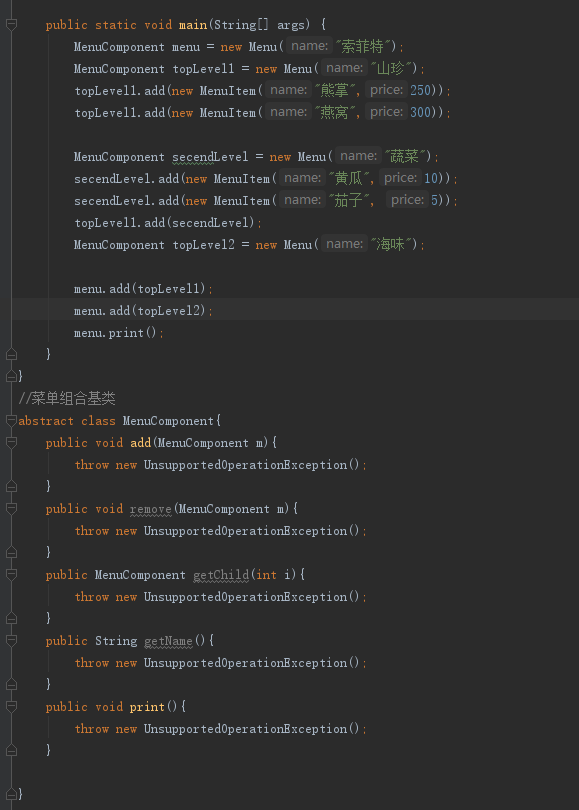 public static void main(String[] args) {
MenuComponent menu = new Menu( name: "索菲特");
MenuComponent topLevel1 = new Menu( name: "山珍");
topLevel1.add(new MenuItem( name: "熊掌", price: 250));
topLevel1.add(new MenuItem( name: "燕窝", price: 300));
MenuComponent secendLevel = new Menu( name: "蔬菜");
secendLevel.add(new MenuItem( name: "黄瓜", price: 10));
secendLevel.add(new MenuItem( name: "茄子", price: 5));
topLevel1.add(secendLevel);
MenuComponent topLevel2 = new Menu( name: "海味");
menu.add(topLevel1);
menu.add(topLevel2);
menu.print();
}
}
//菜单组合基类
abstract class MenuComponent{
public void add(MenuComponent m){
throw new UnsupportedOperationException();
}
public void remove(MenuComponent m){
throw new UnsupportedOperationException();
}
public MenuComponent getChild(int i){
throw new UnsupportedOperationException();
}
public String getName(){
throw new UnsupportedOperationException();
}
public void print(){
throw new UnsupportedOperationException();
}
}